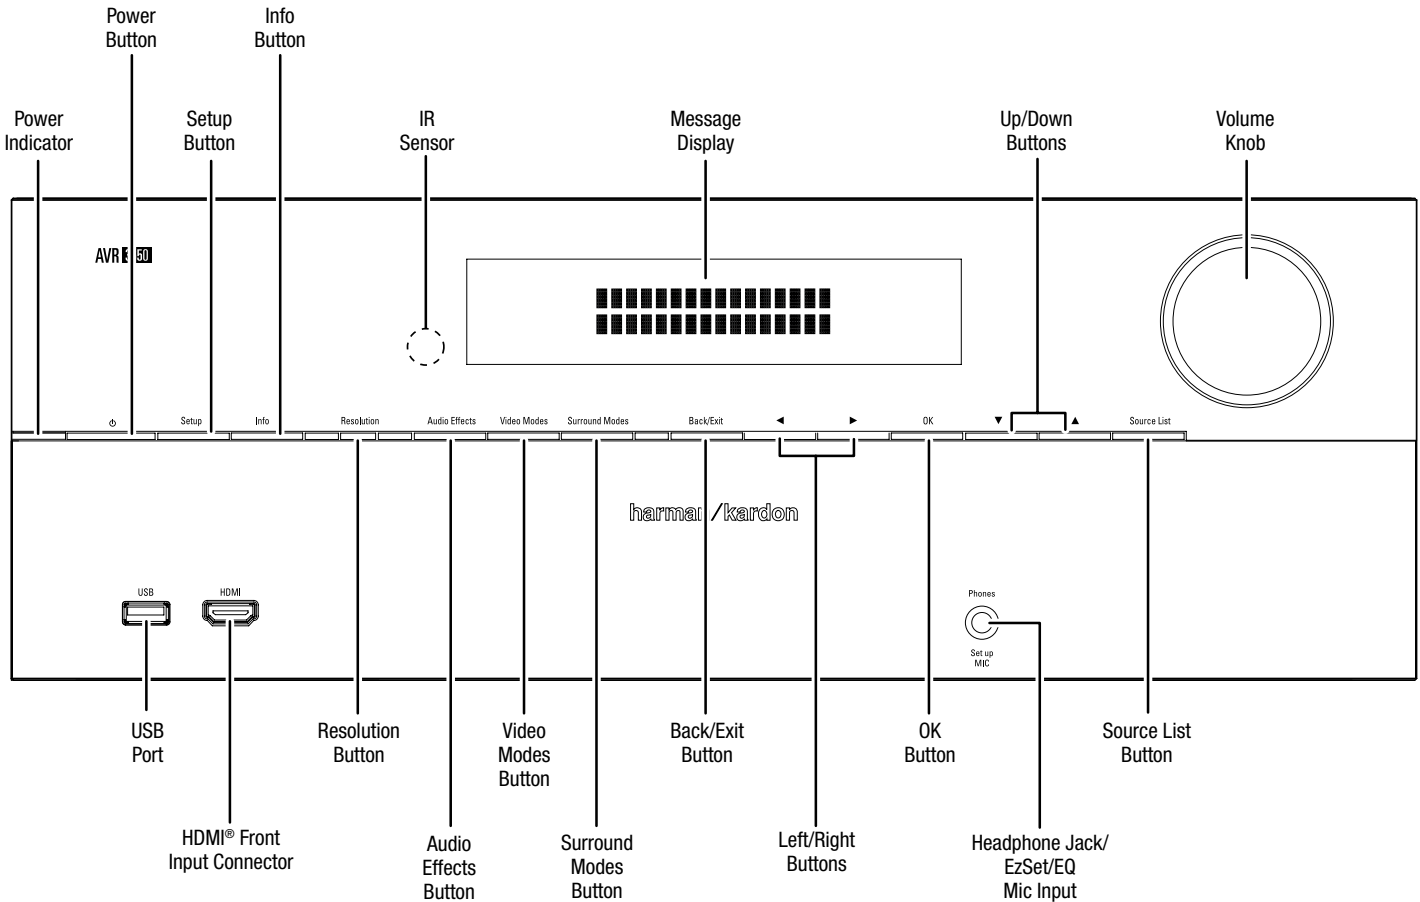 Power
Button
Info
Button
Power
Indicator
Setup
Button
IR
Sensor
Message
Display
Up/Down
Buttons
Volume
Knob
AVR
Setup
Info
Resolution
Audio Effects
Video Modes
Surround Modes
Back/Exit
◀
▶
OK
▼
▲
Source List
harman/kardon
USB
HDMI
Phones
Set up
MIC
USB
Port
Resolution
Button
Video
Modes
Button
Back/Exit
Button
OK
Button
Source List
Button
HDMI® Front
Input Connector
Audio
Effects
Button
Surround
Modes
Button
Left/Right
Buttons
Headphone Jack/
EzSet/EQ
Mic Input